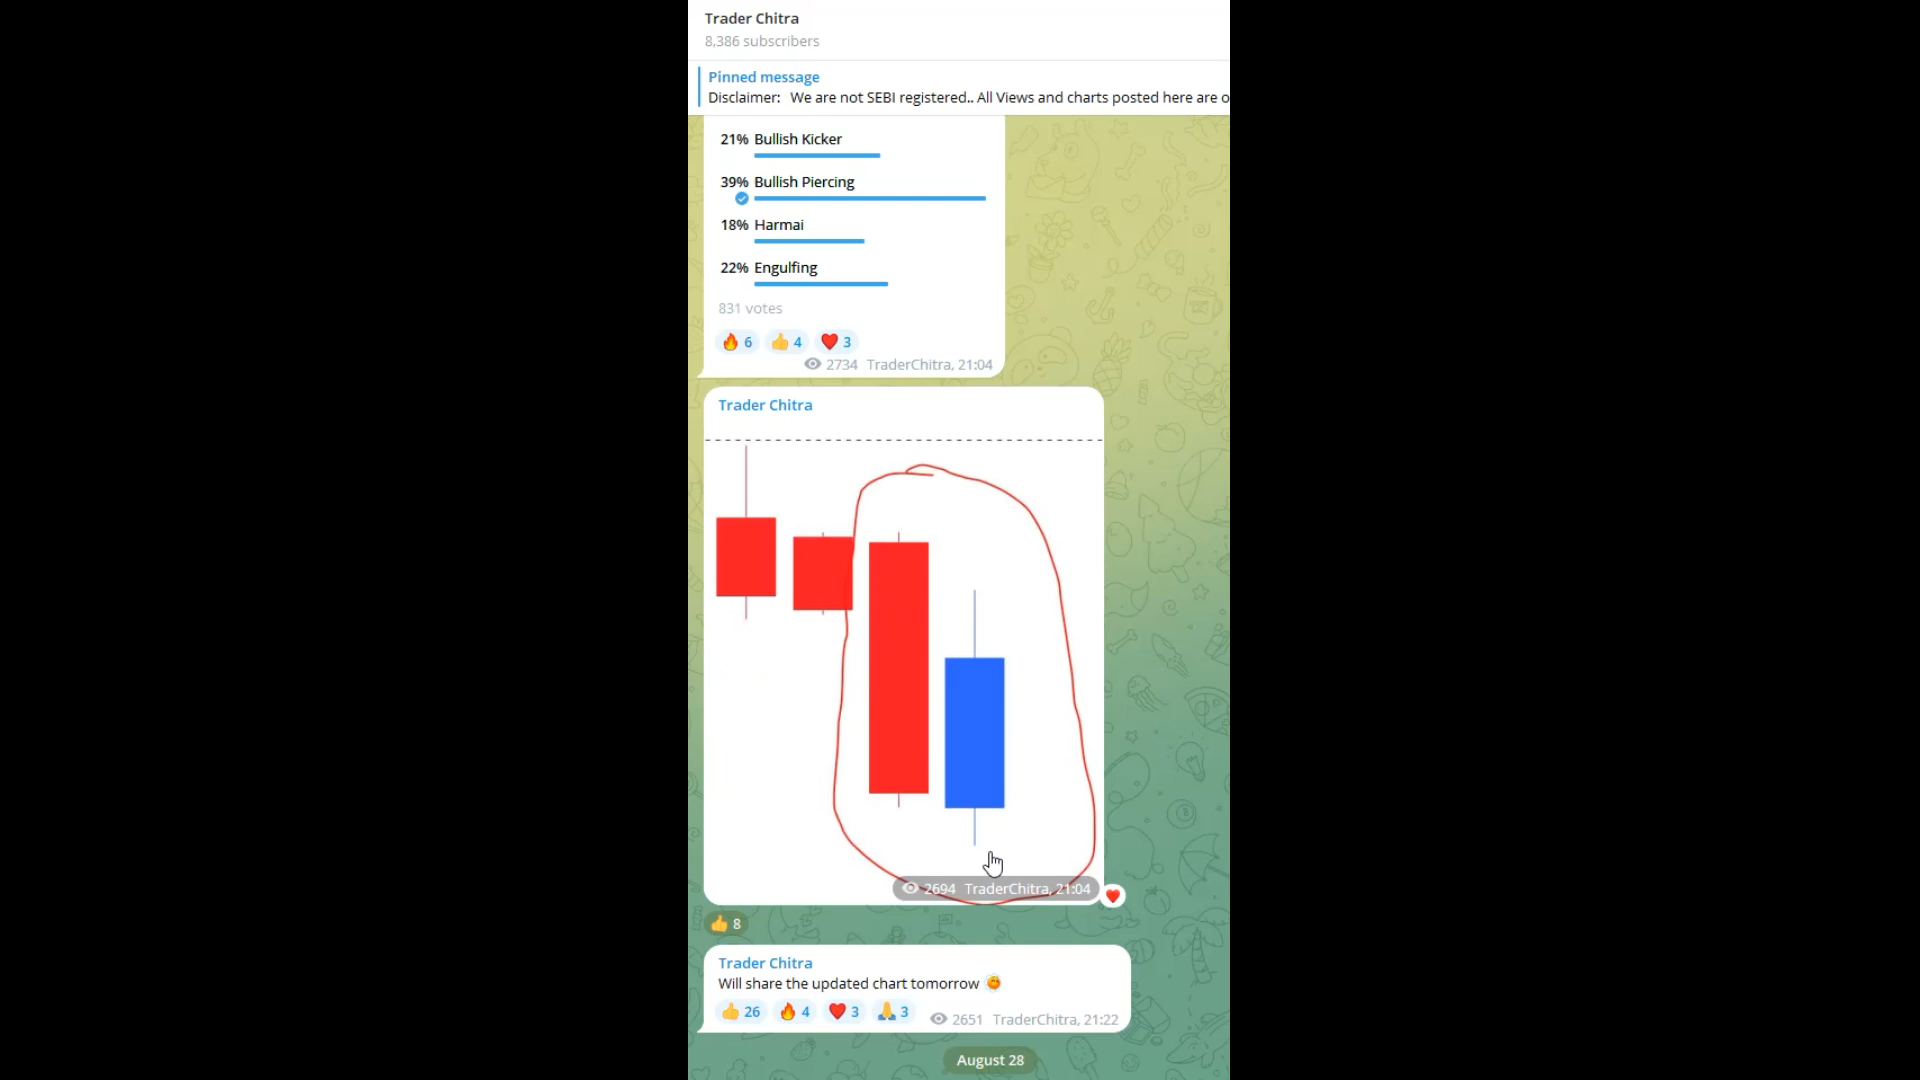 Trader Chitra
8,386 subscribers
Pinned message
Disclaimer: We are not SEBI registered.. All Views and charts posted here are o
21% Bullish Kicker
39% Bullish Piercing
18% Harmai
22% Engulfing
831 votes
6 4 3
2734 TraderChitra, 21:04
Trader Chitra
2694 TraderChitra, 21:04
8
Trader Chitra
Will share the updated chart tomorrow
26 4 3 3
2651 TraderChitra, 21:22
August 28